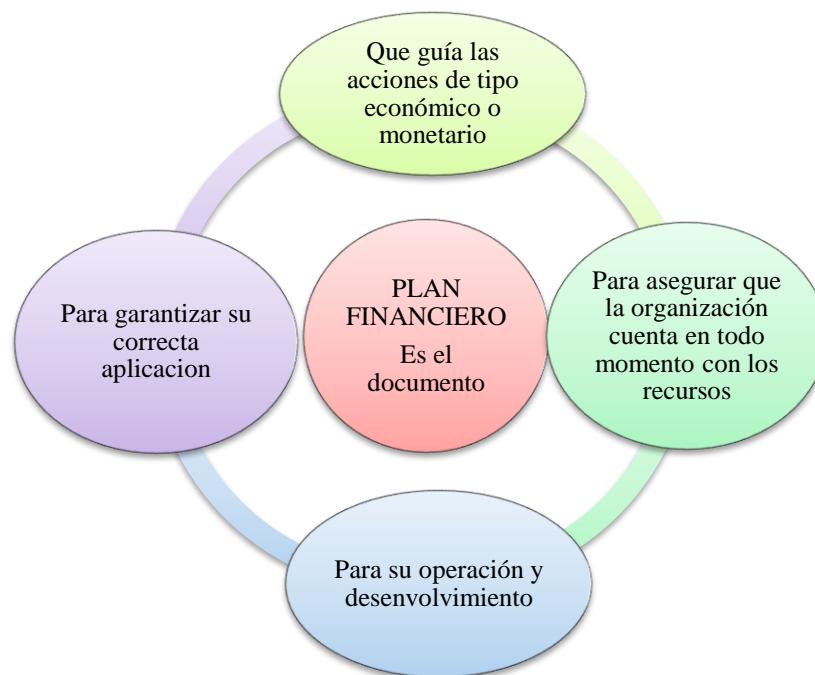 Que guía las
acciones de tipo
económico o
monetario
Para asegurar que
la organización
cuenta en todo
momento con los
recursos
Para su operación y
desenvolvimiento
Para garantizar su
correcta
aplicacion
PLAN
FINANCIERO
Es el
documento